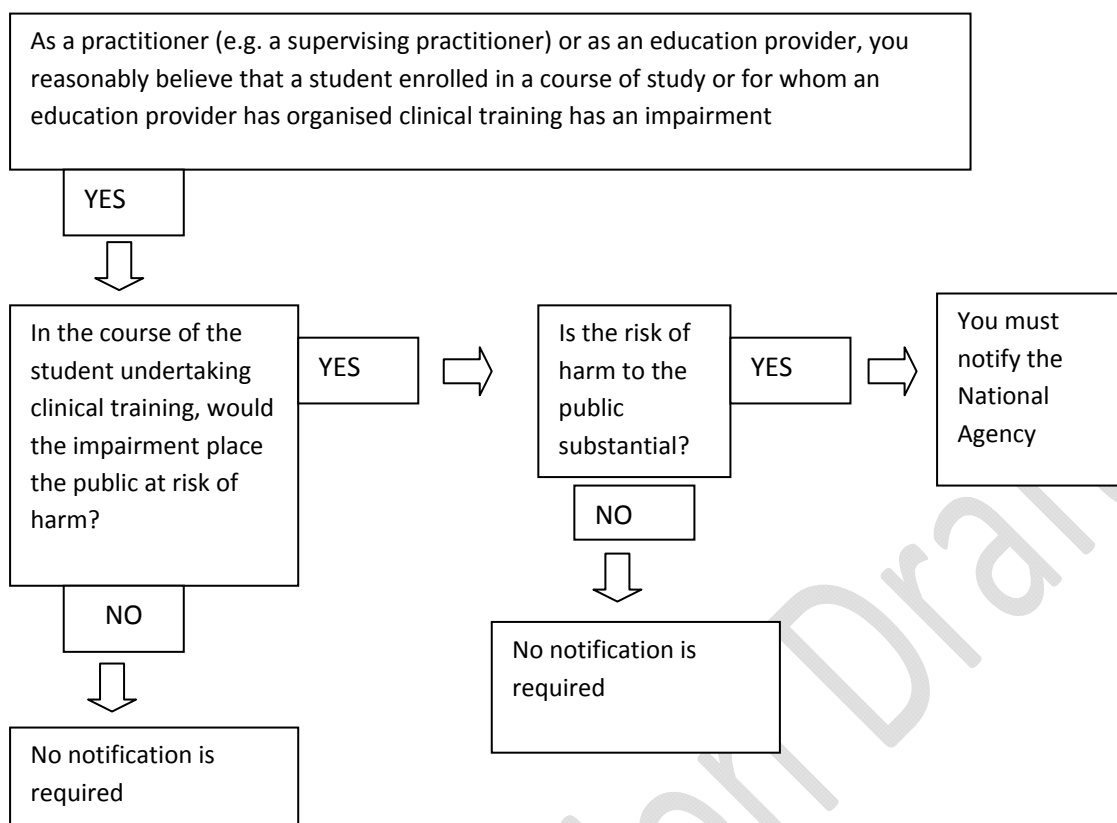 As a practitioner (e.g. a supervising practitioner) or as an education provider, you
reasonably believe that a student enrolled in a course of study or for whom an
education provider has organised clinical training has an impairment
YES
In the course of the
student undertaking
clinical training, would
the impairment place
the public at risk of
harm?
YES
Is the risk of
harm to the
public
substantial?
YES
You must
notify the
National
Agency
NO
No notification is
required
NO
No notification is
required